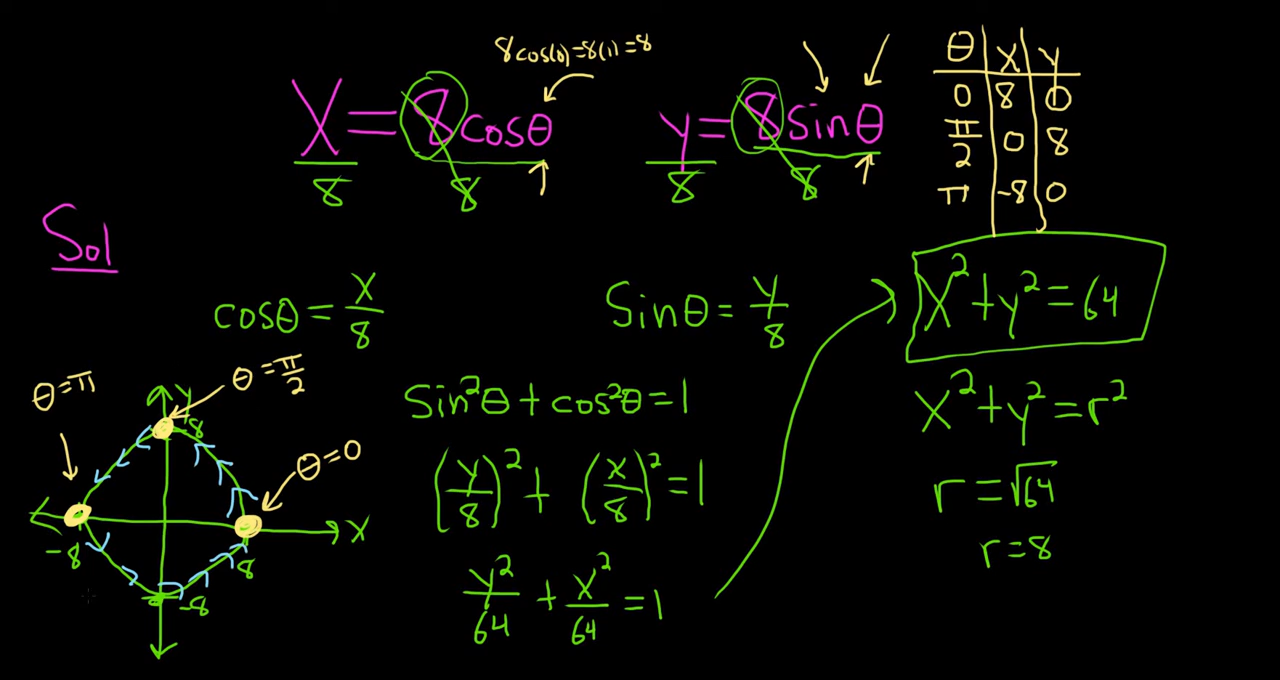 8cos(0)=8(1)=8
X = 8cosθ
8 8
y = 8sinθ
8 8
θ X Y
0 8 0
π/2 0 8
π -8 0
Sol
cosθ = x/8
Sinθ = y/8
X² + y² = 64
Sin²θ + cos²θ = 1
(y/8)² + (x/8)² = 1
y²/64 + x²/64 = 1
X² + y² = r²
r = √64
r = 8
θ=π
θ=π/2
θ=0
Y
8
X
-8
8
-8